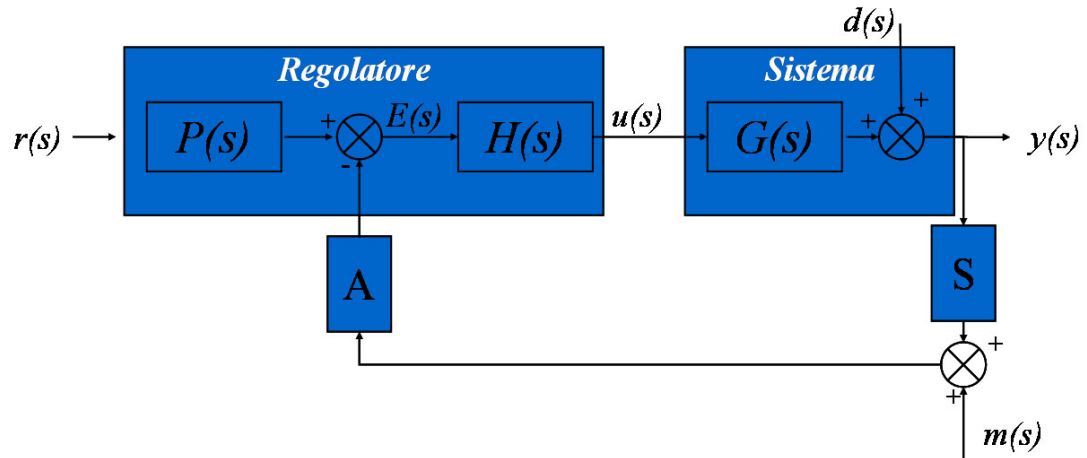 d(s)
Regolatore
Sistema
+
r(s)
P(s)
+
E(s)
H(s)
u(s)
G(s)
+
y(s)
-
A
S
+
+
m(s)